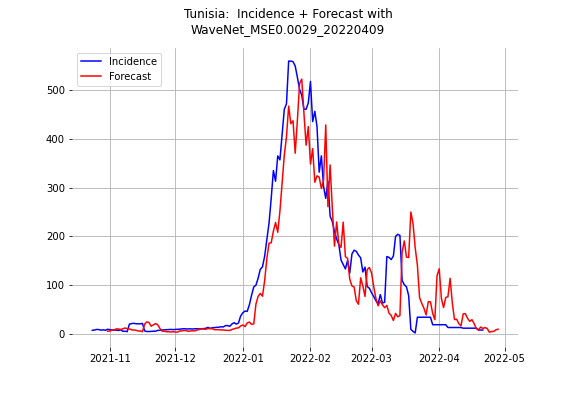 Tunisia:  Incidence + Forecast with
WaveNet_MSE0.0029_20220409
Incidence
Forecast
500
400
300
200
100
0
2021-11 2021-12 2022-01 2022-02 2022-03 2022-04 2022-05